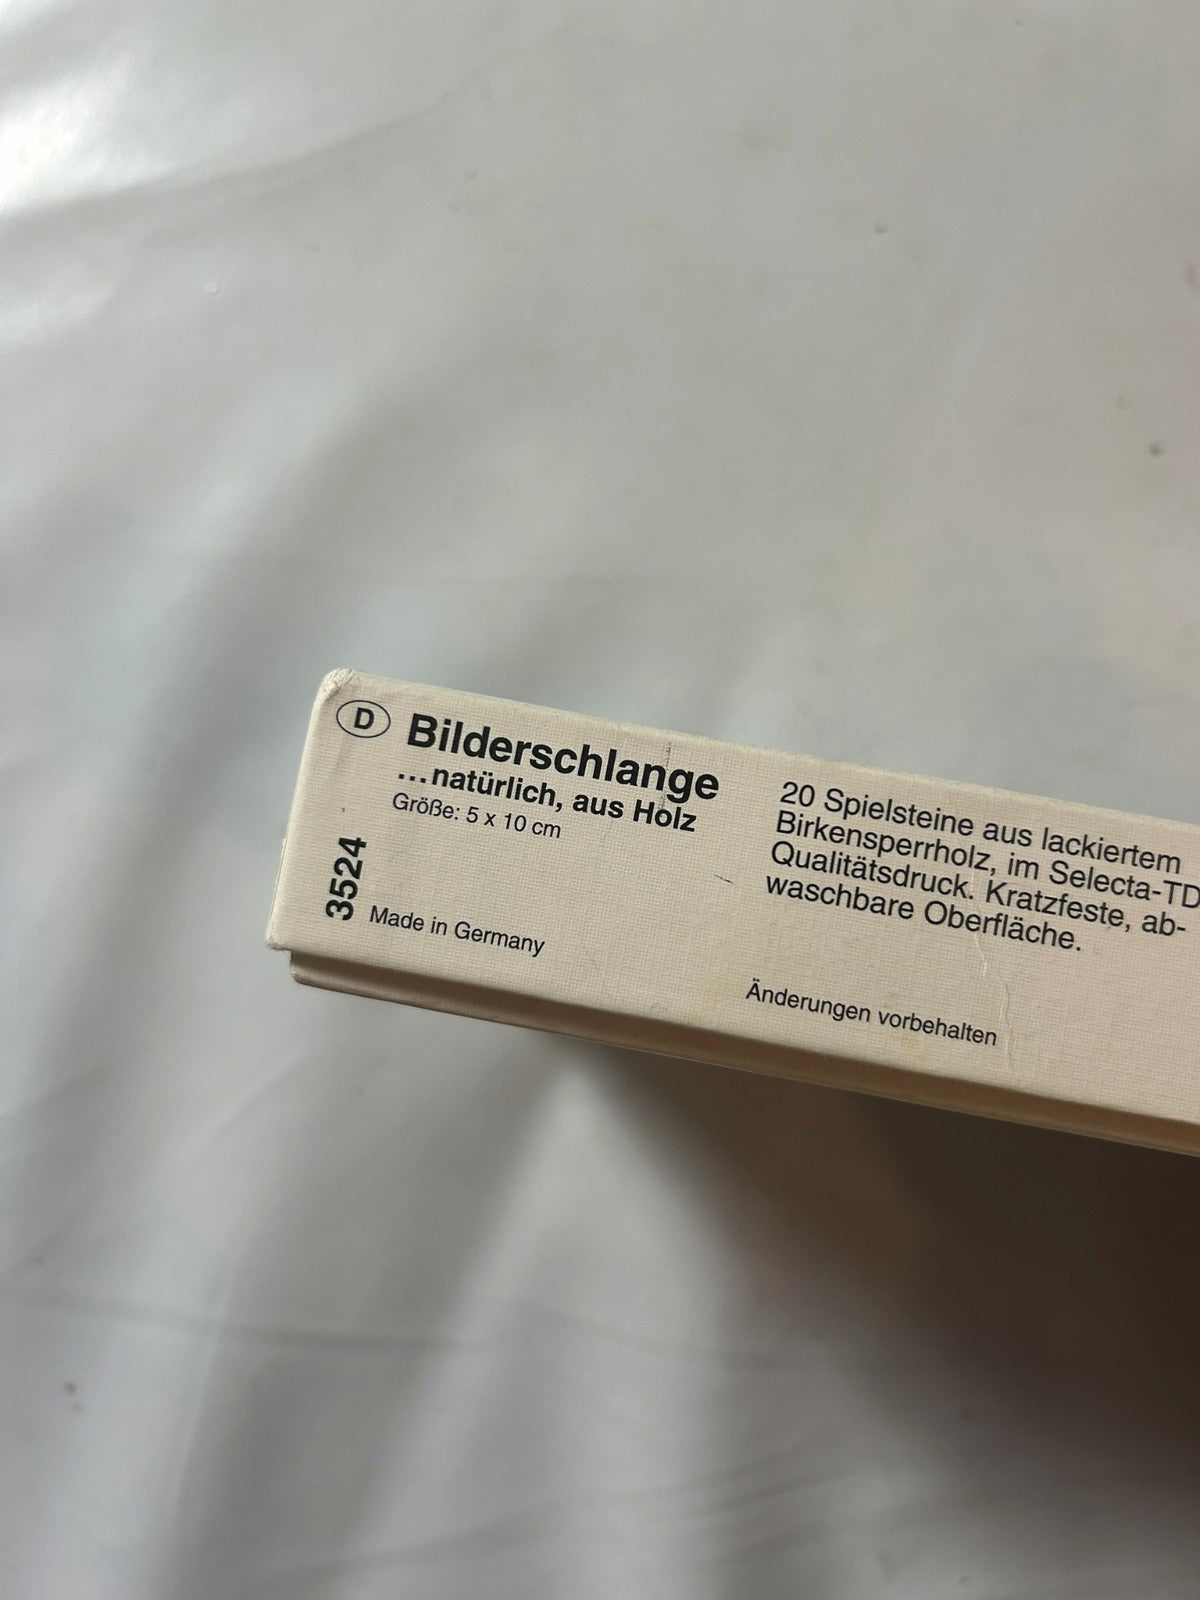 D
Bilderschlange
...natürlich, aus Holz
Größe: 5 x 10 cm
3524
Made in Germany
20 Spielsteine aus lackiertem
Birkensperrholz, im Selecta-TD
Qualitätsdruck. Kratzfeste, ab-
waschbare Oberfläche.
Änderungen vorbehalten